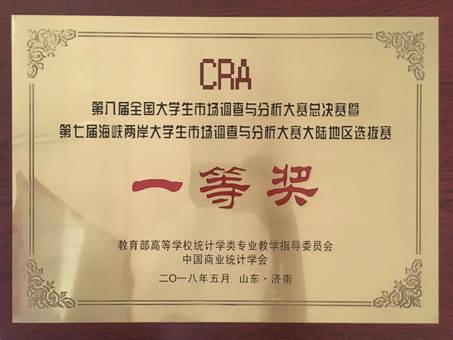 CRA
第八届全国大学生市场调查与分析大赛总决赛暨
第七届海峡两岸大学生市场调查与分析大赛大陆地区选拔赛
一等奖
教育部高等学校统计学类专业教学指导委员会
中国商业统计学会
二〇一八年五月 山东·济南